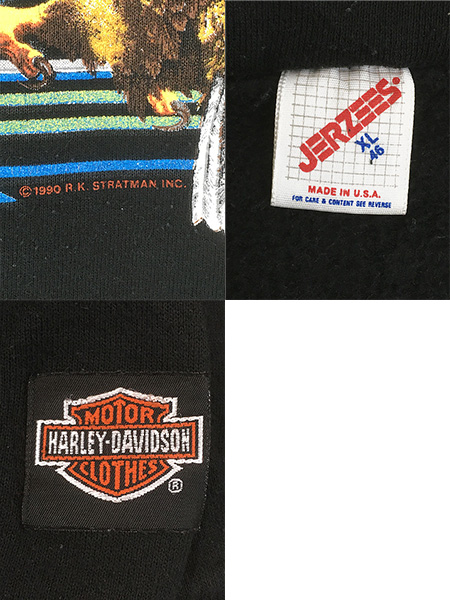 © 1990 R.K. STRATMAN, INC.
JERZEES®
XL
46
MADE IN U.S.A.
FOR CARE & CONTENT SEE REVERSE
MOTOR
HARLEY-DAVIDSON
CLOTHES
®